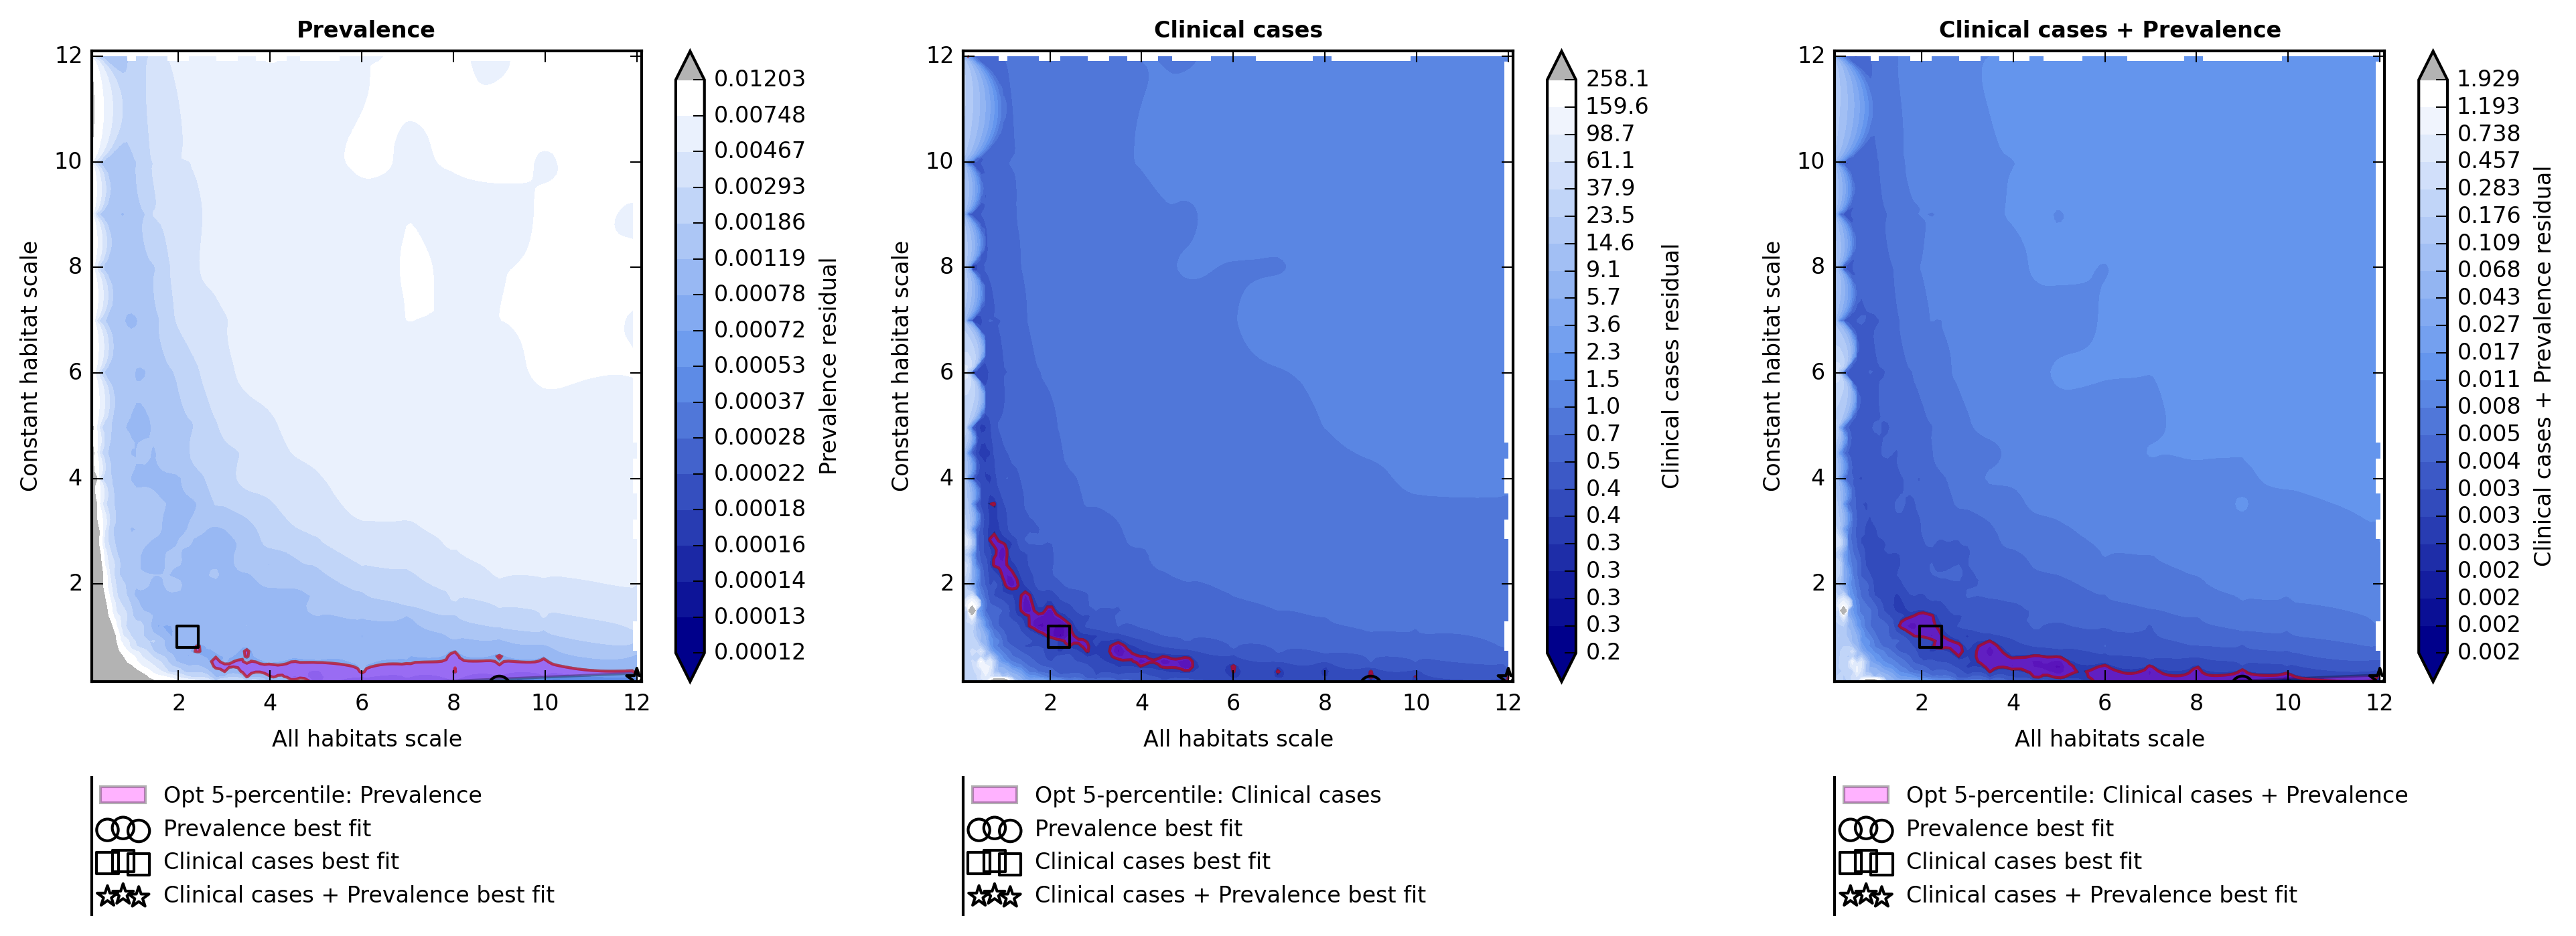 Prevalence
Constant habitat scale
12
10
8
6
4
2
2 4 6 8 10 12
All habitats scale
0.01203
0.00748
0.00467
0.00293
0.00186
0.00119
0.00078
0.00072
0.00053
0.00037
0.00028
0.00022
0.00018
0.00016
0.00014
0.00013
0.00012
Prevalence residual
Opt 5-percentile: Prevalence
Prevalence best fit
Clinical cases best fit
Clinical cases + Prevalence best fit
Clinical cases
Constant habitat scale
12
10
8
6
4
2
2 4 6 8 10 12
All habitats scale
258.1
159.6
98.7
61.1
37.9
23.5
14.6
9.1
5.7
3.6
2.3
1.5
1.0
0.7
0.5
0.4
0.4
0.3
0.3
0.3
0.3
0.2
Clinical cases residual
Opt 5-percentile: Clinical cases
Prevalence best fit
Clinical cases best fit
Clinical cases + Prevalence best fit
Clinical cases + Prevalence
Constant habitat scale
12
10
8
6
4
2
2 4 6 8 10 12
All habitats scale
1.929
1.193
0.738
0.457
0.283
0.176
0.109
0.068
0.043
0.027
0.017
0.011
0.008
0.005
0.004
0.003
0.003
0.003
0.002
0.002
0.002
0.002
Clinical cases + Prevalence residual
Opt 5-percentile: Clinical cases + Prevalence
Prevalence best fit
Clinical cases best fit
Clinical cases + Prevalence best fit